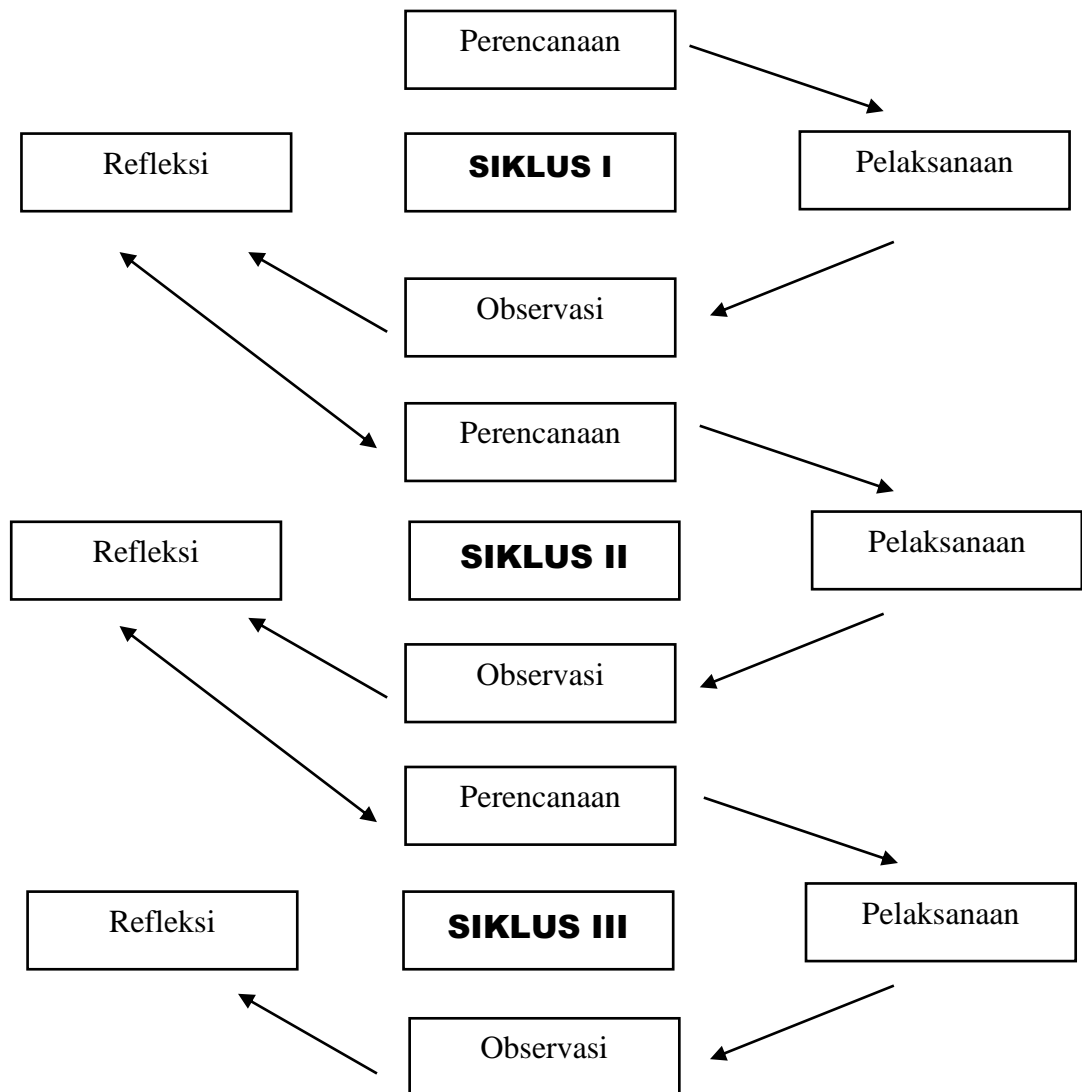 Perencanaan
Refleksi
SIKLUS I
Pelaksanaan
Observasi
Perencanaan
Refleksi
SIKLUS II
Pelaksanaan
Observasi
Perencanaan
Refleksi
SIKLUS III
Pelaksanaan
Observasi